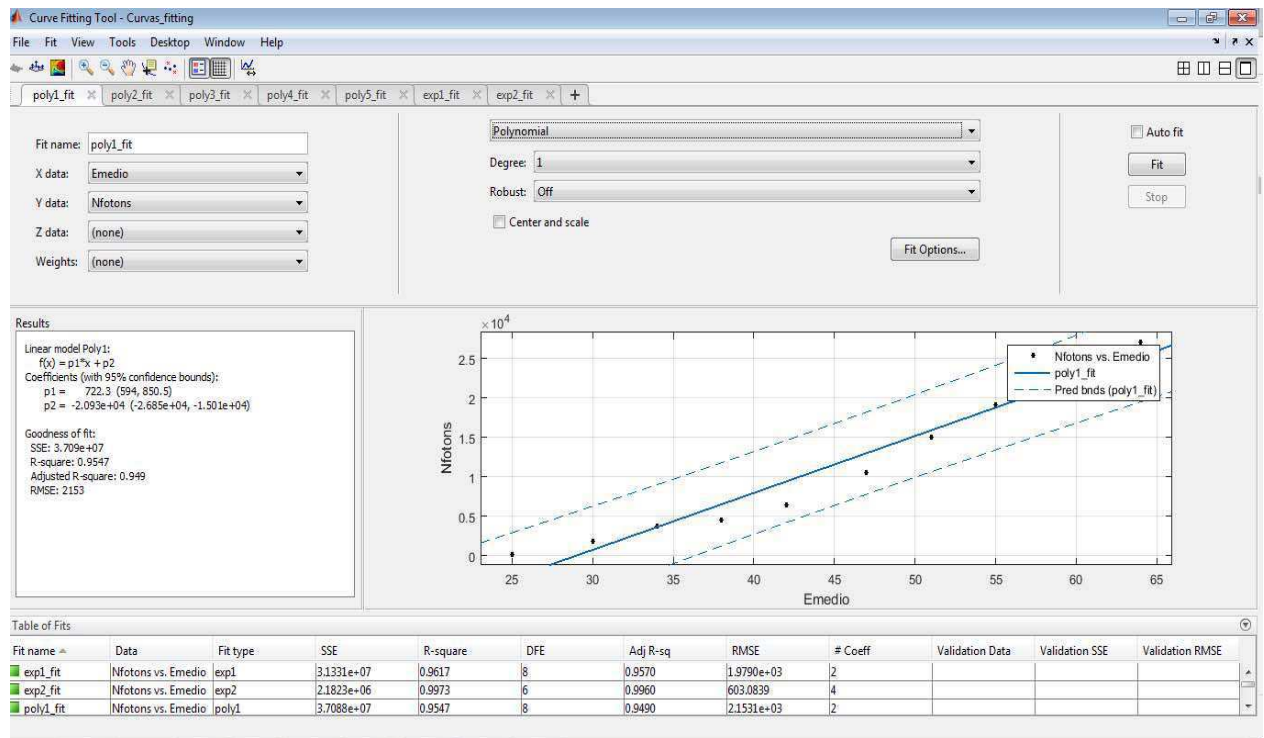 Curve Fitting Tool - Curvas_fitting
File Fit View Tools Desktop Window Help
poly1_fit poly2_fit poly3_fit poly4_fit poly5_fit exp1_fit exp2_fit +
Fit name: poly1_fit
X data: Emedio
Y data: Nfotons
Z data: (none)
Weights: (none)
Polynomial
Degree: 1
Robust: Off
Center and scale
Fit Options...
Auto fit
Fit
Stop
Results
Linear model Poly1:
f(x) = p1*x + p2
Coefficients (with 95% confidence bounds):
p1 = 722.3 (594, 850.5)
p2 = -2.093e+04 (-2.685e+04, -1.501e+04)
Goodness of fit:
SSE: 3.709e+07
R-square: 0.9547
Adjusted R-square: 0.949
RMSE: 2153
×10^4
2.5
2
1.5
1
0.5
0
Nfotons
25 30 35 40 45 50 55 60 65
Emedio
Nfotons vs. Emedio
poly1_fit
Pred bnds (poly1_fit)
Table of Fits
Fit name Data Fit type SSE R-square DFE Adj R-sq RMSE # Coeff Validation Data Validation SSE Validation RMSE
exp1_fit Nfotons vs. Emedio exp1 3.1331e+07 0.9617 8 0.9570 1.9790e+03 2
exp2_fit Nfotons vs. Emedio exp2 2.1823e+06 0.9973 6 0.9960 603.0839 4
poly1_fit Nfotons vs. Emedio poly1 3.7088e+07 0.9547 8 0.9490 2.1531e+03 2